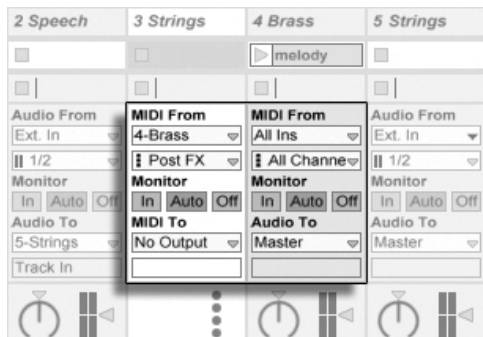 2 Speech 3 Strings 4 Brass 5 Strings
melody
Audio From MIDI From MIDI From Audio From
Ext. In 4-Brass All Ins Ext. In
1/2 Post FX All Channe 1/2
Monitor Monitor Monitor Monitor
In Auto Off In Auto Off In Auto Off In Auto Off
Audio To MIDI To Audio To Audio To
5-Strings No Output Master Master
Track In